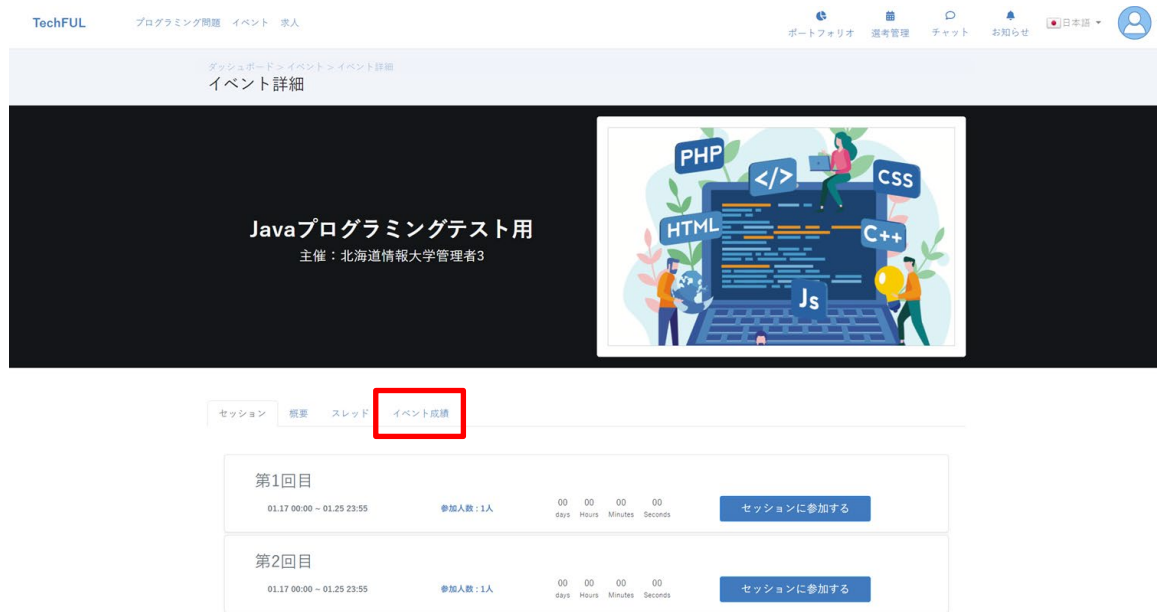 TechFUL プログラミング問題 イベント 求人 ポートフォリオ 選考管理 チャット お知らせ 日本語
ダッシュボード > イベント > イベント詳細
イベント詳細
Javaプログラミングテスト用
主催：北海道情報大学管理者3
PHP
</>
CSS
HTML
C++
Js
セッション 概要 スレッド イベント成績
第1回目
01.17 00:00 ~ 01.25 23:55 参加人数 : 1人 00 days 00 Hours 00 Minutes 00 Seconds セッションに参加する
第2回目
01.17 00:00 ~ 01.25 23:55 参加人数 : 1人 00 days 00 Hours 00 Minutes 00 Seconds セッションに参加する